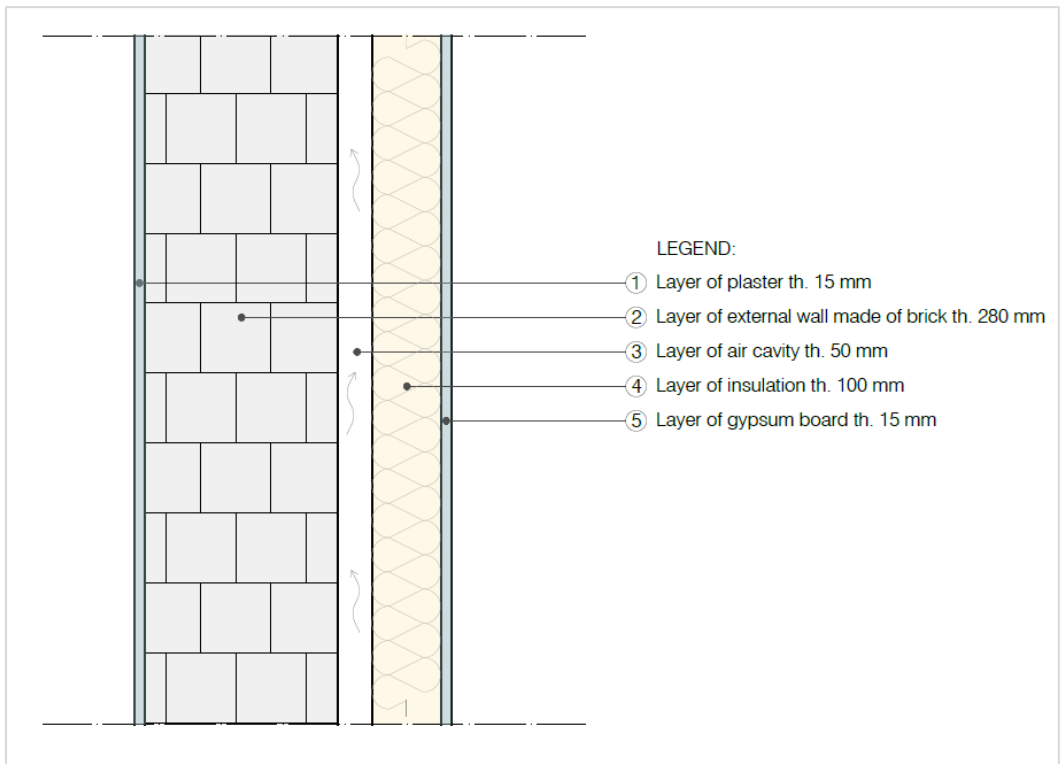 LEGEND:
1 Layer of plaster th. 15 mm
2 Layer of external wall made of brick th. 280 mm
3 Layer of air cavity th. 50 mm
4 Layer of insulation th. 100 mm
5 Layer of gypsum board th. 15 mm